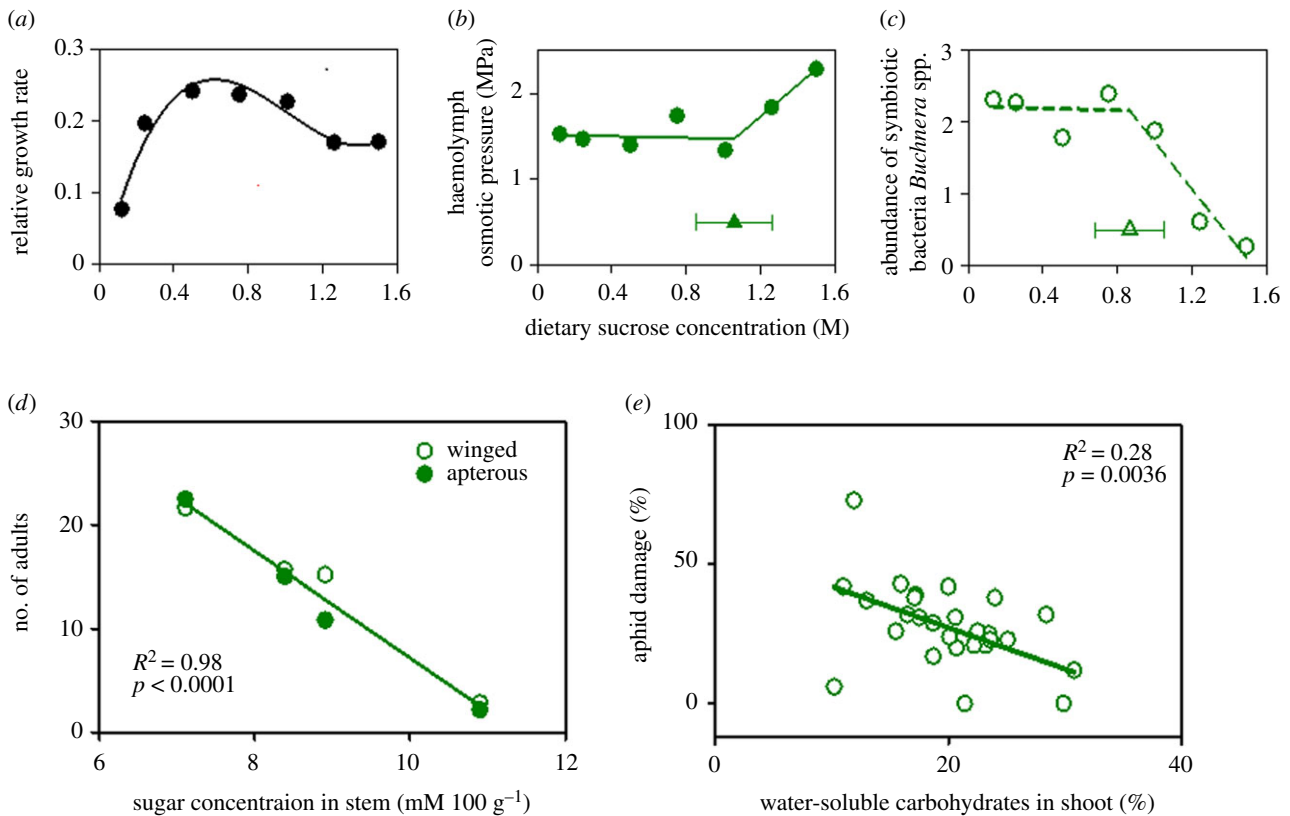 (a)
0.3
0.2
0.1
0
relative growth rate
0
0.4
0.8
1.2
1.6
(b)
2
1
0
haemolymph
osmotic pressure (MPa)
0
0.4
0.8
1.2
1.6
dietary sucrose concentration (M)
(c)
3
2
1
0
abundance of symbiotic
bacteria Buchnera spp.
0
0.4
0.8
1.2
1.6
(d)
30
20
10
0
no. of adults
winged
apterous
R² = 0.98
p < 0.0001
6
8
10
12
sugar concentraion in stem (mM 100 g⁻¹)
(e)
100
50
0
aphid damage (%)
R² = 0.28
p = 0.0036
0
20
40
water-soluble carbohydrates in shoot (%)